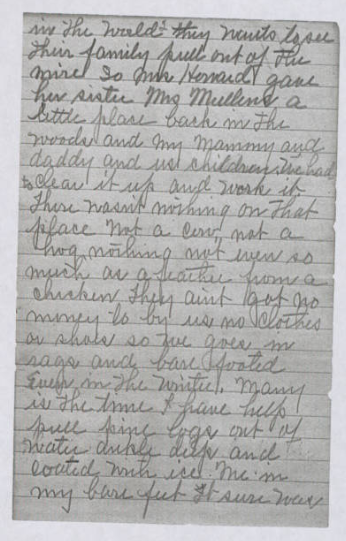 in the world they wants to see
their family pull out of the
mire So Mrs Howard gave
her sister Mrs Mullens a
little place back in the
woods and my Mammy and
daddy and us children We had
to clear it up and work it
There wasn't nothing on that
place Not a cow, not a
hog nothing not even so
much as a feather from a
chicken They aint got no
money to by us no clothes
or shoes so we goes in
rags and bare footed
Even in the winter. Many
is the time I have help
pull pine logs out of
water ankle deep and
coated with ice Me in
my bare feet It sure was